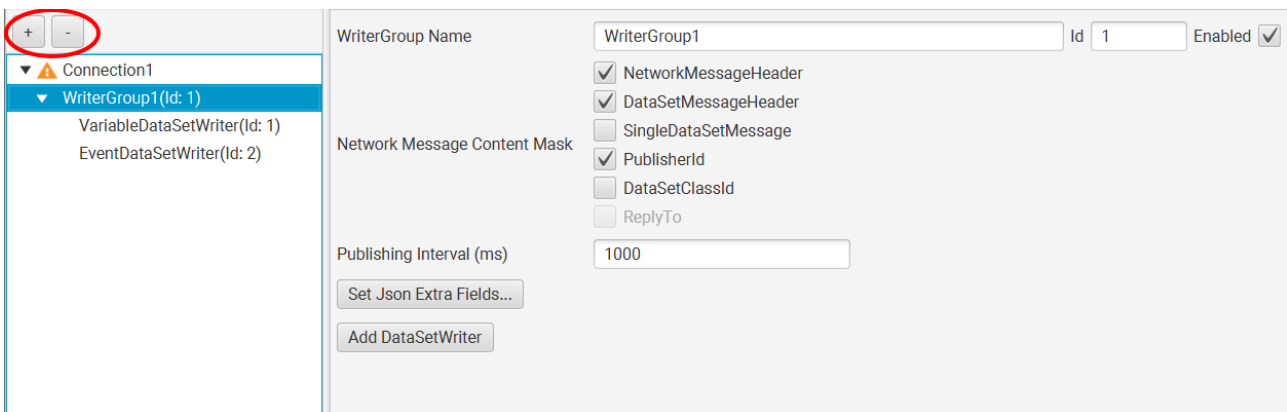 + -
WriterGroup Name WriterGroup1 Id 1 Enabled
Connection1
WriterGroup1(Id: 1)
VariableDataSetWriter(Id: 1)
EventDataSetWriter(Id: 2)
Network Message Content Mask
NetworkMessageHeader
DataSetMessageHeader
SingleDataSetMessage
PublisherId
DataSetClassId
ReplyTo
Publishing Interval (ms) 1000
Set Json Extra Fields...
Add DataSetWriter